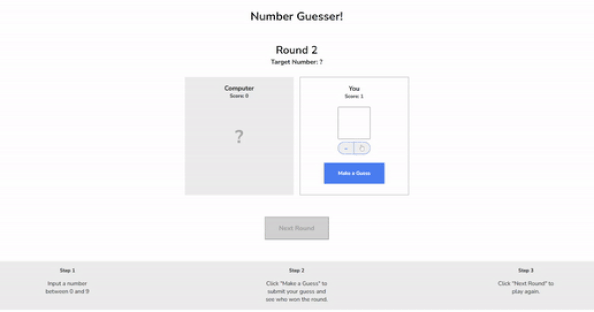 Number Guesser!
Round 2
Target Number: ?
Computer
Score: 0
?
You
Score: 1
Make a Guess
Next Round
Step 1
Input a number
between 0 and 9
Step 2
Click "Make a Guess" to
submit your guess and
see who won the round.
Step 3
Click "Next Round" to
play again.